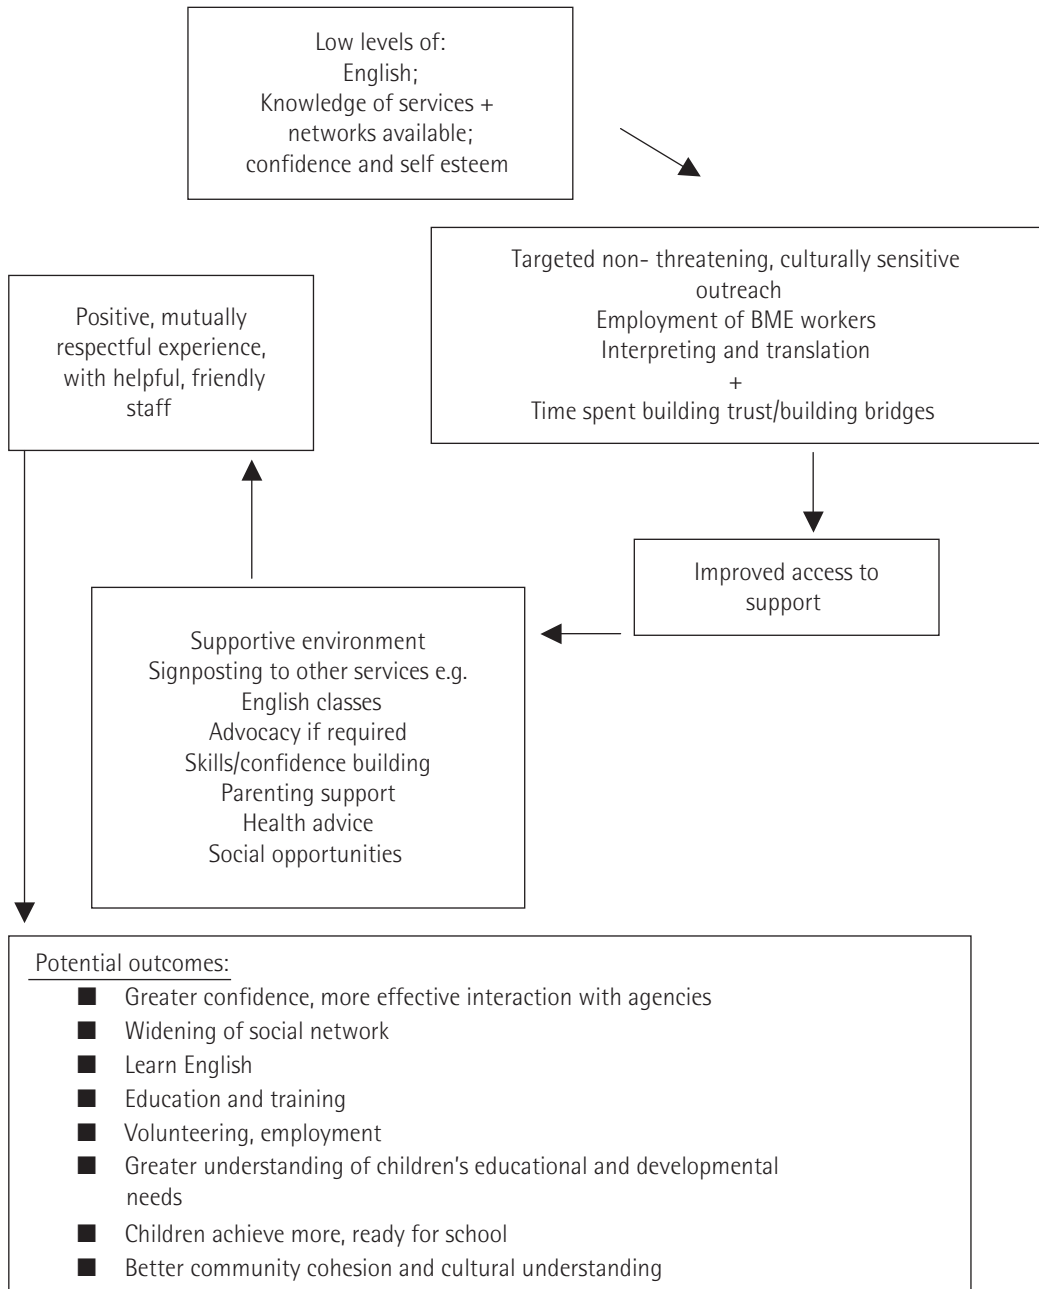 Low levels of:
English;
Knowledge of services +
networks available;
confidence and self esteem
Targeted non- threatening, culturally sensitive
outreach
Employment of BME workers
Interpreting and translation
+
Time spent building trust/building bridges
Improved access to
support
Supportive environment
Signposting to other services e.g.
English classes
Advocacy if required
Skills/confidence building
Parenting support
Health advice
Social opportunities
Positive, mutually
respectful experience,
with helpful, friendly
staff
Potential outcomes:
■ Greater confidence, more effective interaction with agencies
■ Widening of social network
■ Learn English
■ Education and training
■ Volunteering, employment
■ Greater understanding of children's educational and developmental
needs
■ Children achieve more, ready for school
■ Better community cohesion and cultural understanding